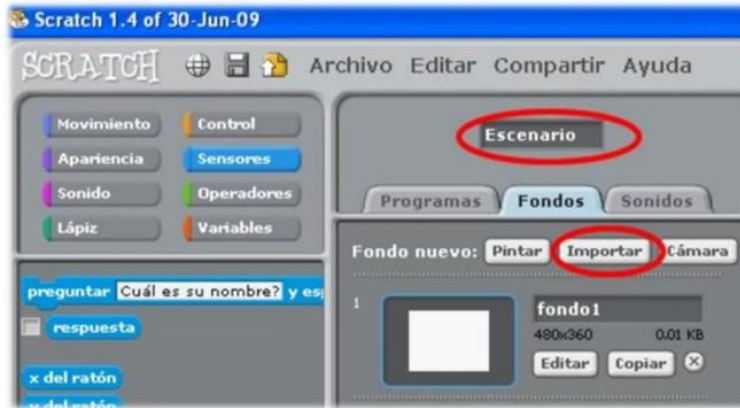 Scratch 1.4 of 30-Jun-09
SCRATCH Archivo Editar Compartir Ayuda
Movimiento Control
Apariencia Sensores
Sonido Operadores
Lápiz Variables
preguntar Cuál es su nombre? y
respuesta
x del ratón
Escenario
Programas Fondos Sonidos
Fondo nuevo: Pintar Importar Cámara
1
fondo1
480x360 0.01 KB
Editar Copiar